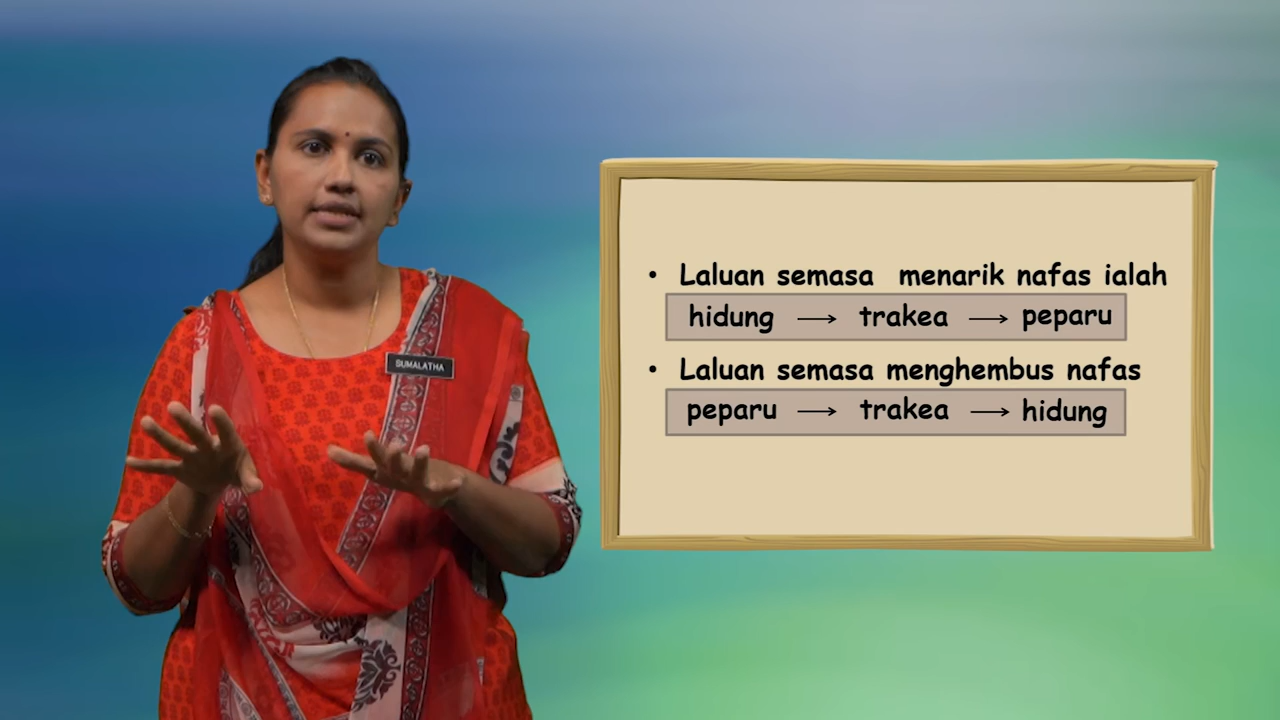 SUMALATHA
• Laluan semasa menarik nafas ialah
hidung → trakea → peparu
• Laluan semasa menghembus nafas
peparu → trakea → hidung